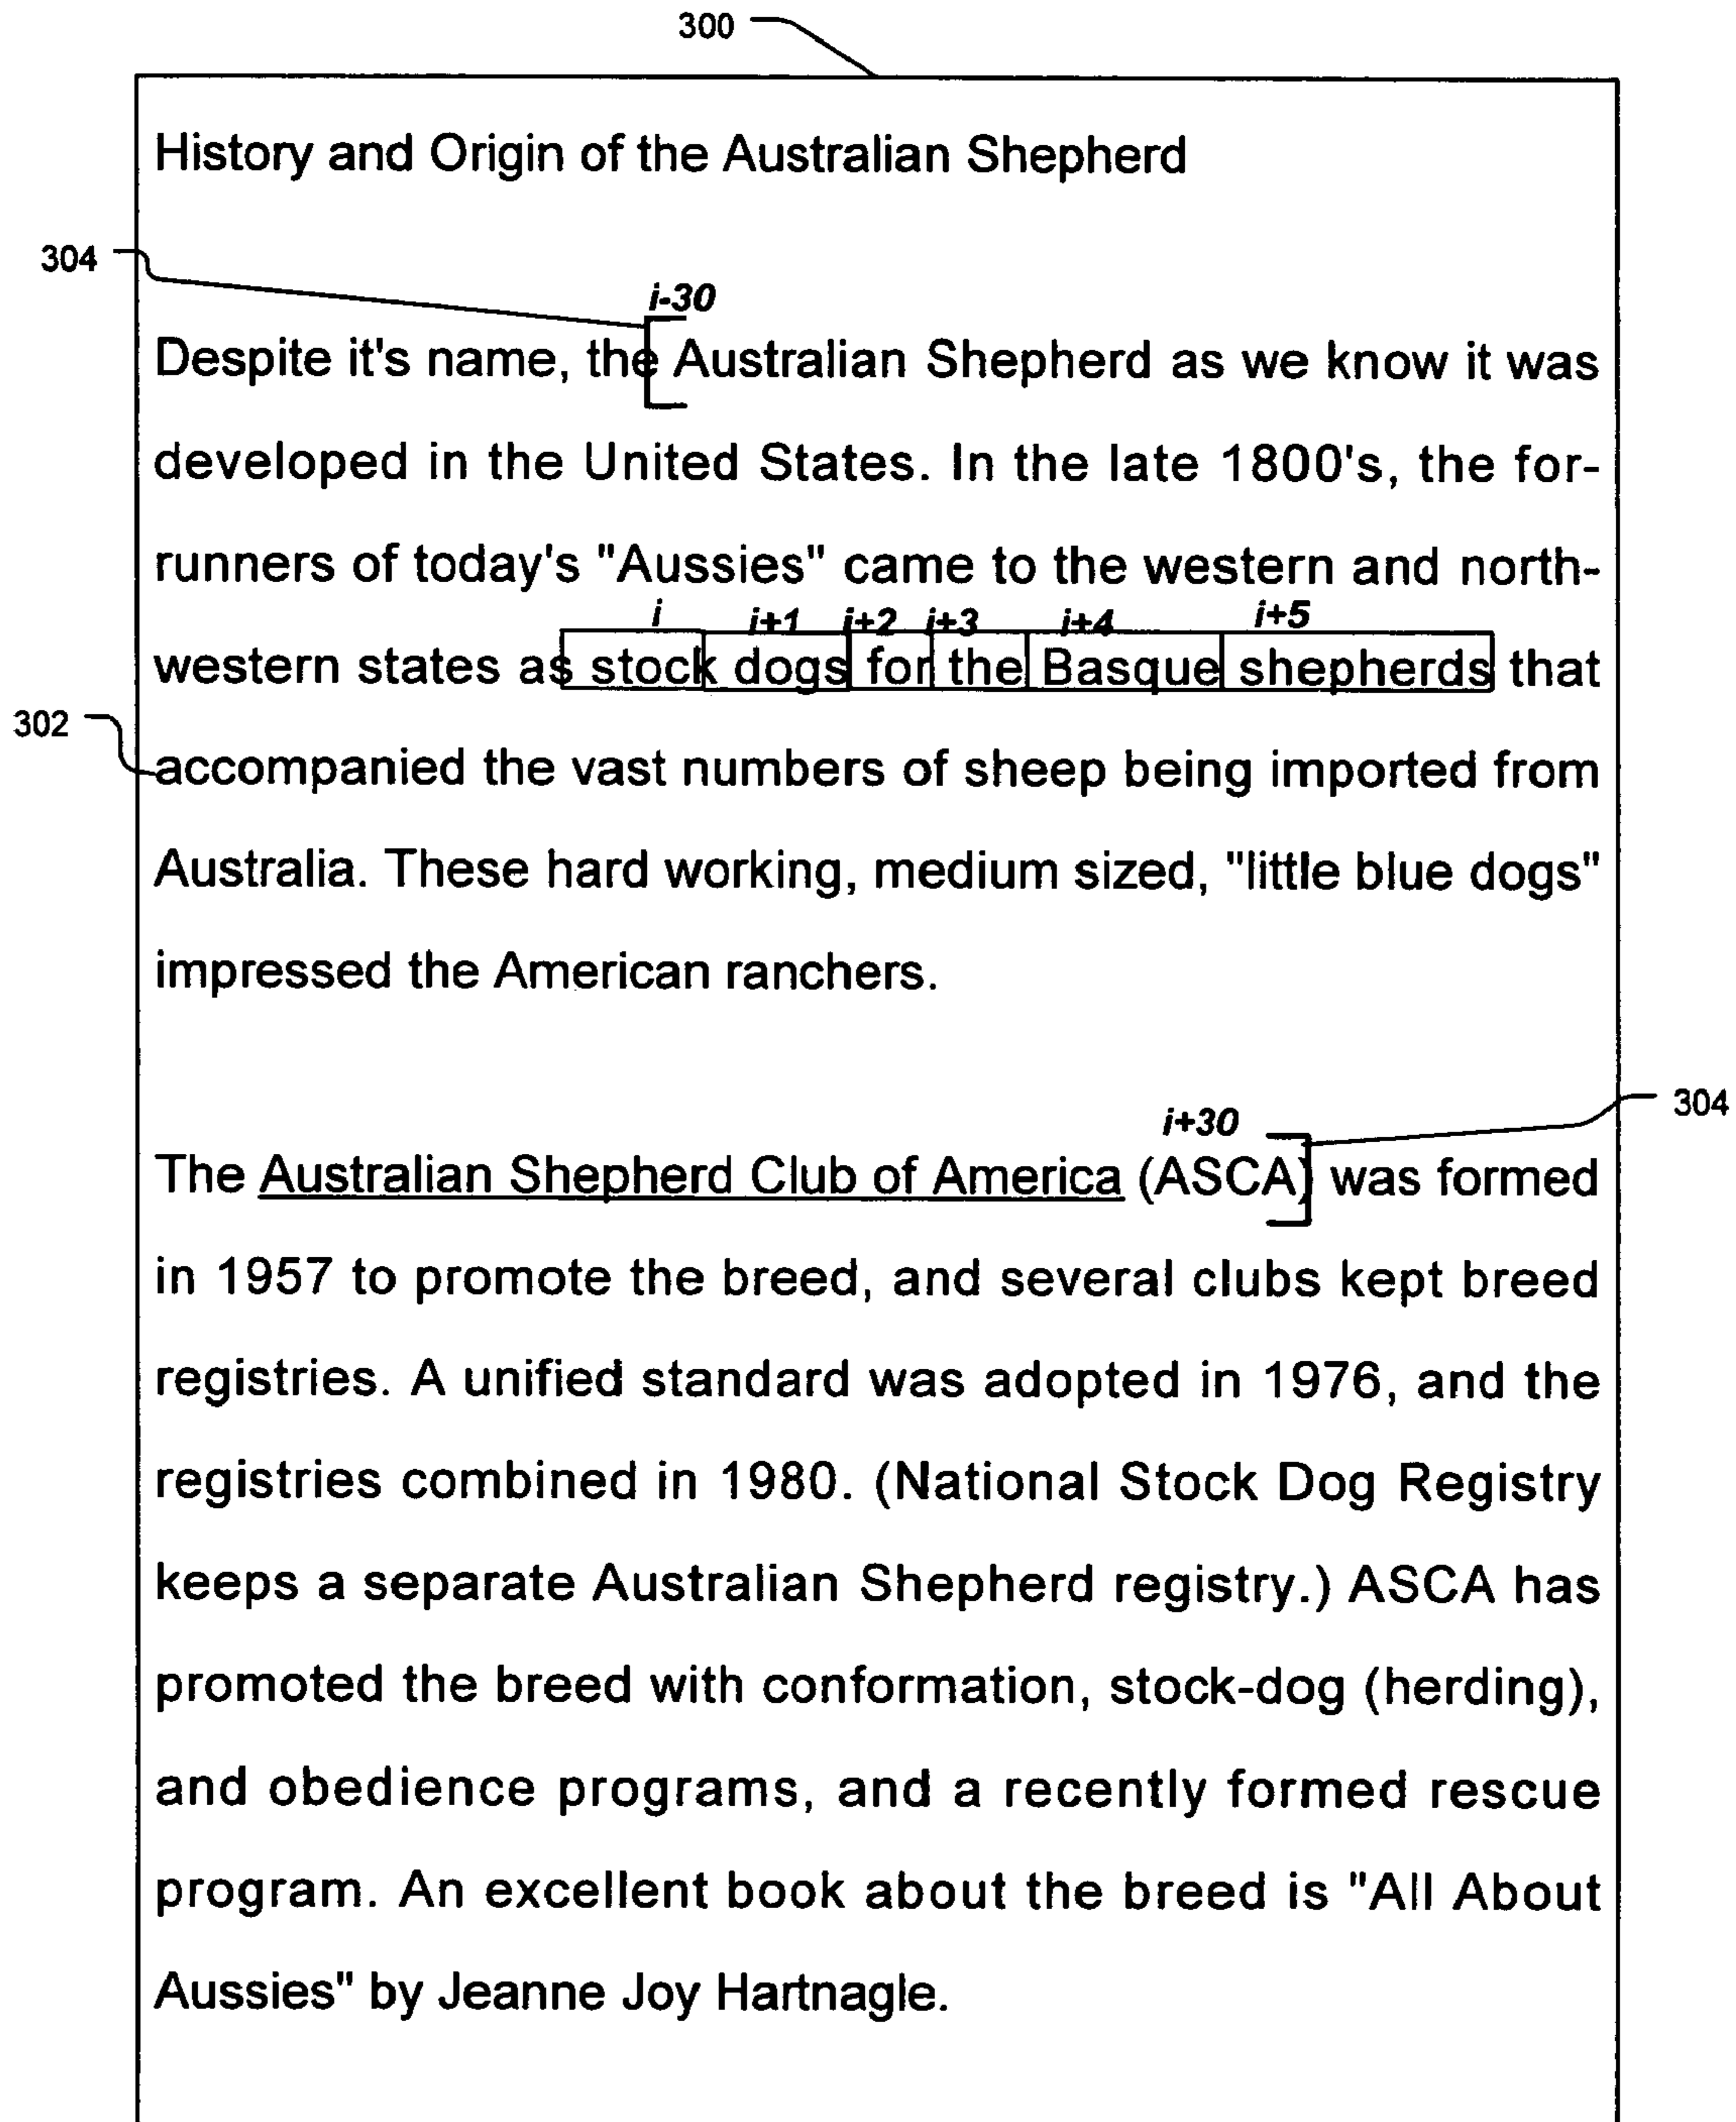 300
History and Origin of the Australian Shepherd
304
i-30
Despite it's name, the Australian Shepherd as we know it was
developed in the United States. In the late 1800's, the for-
runners of today's "Aussies" came to the western and north-
i i+1 i+2 i+3 i+4 i+5
western states as stock dogs for the Basque shepherds that
302
accompanied the vast numbers of sheep being imported from
Australia. These hard working, medium sized, "little blue dogs"
impressed the American ranchers.
304
i+30
The Australian Shepherd Club of America (ASCA) was formed
in 1957 to promote the breed, and several clubs kept breed
registries. A unified standard was adopted in 1976, and the
registries combined in 1980. (National Stock Dog Registry
keeps a separate Australian Shepherd registry.) ASCA has
promoted the breed with conformation, stock-dog (herding),
and obedience programs, and a recently formed rescue
program. An excellent book about the breed is "All About
Aussies" by Jeanne Joy Hartnagle.